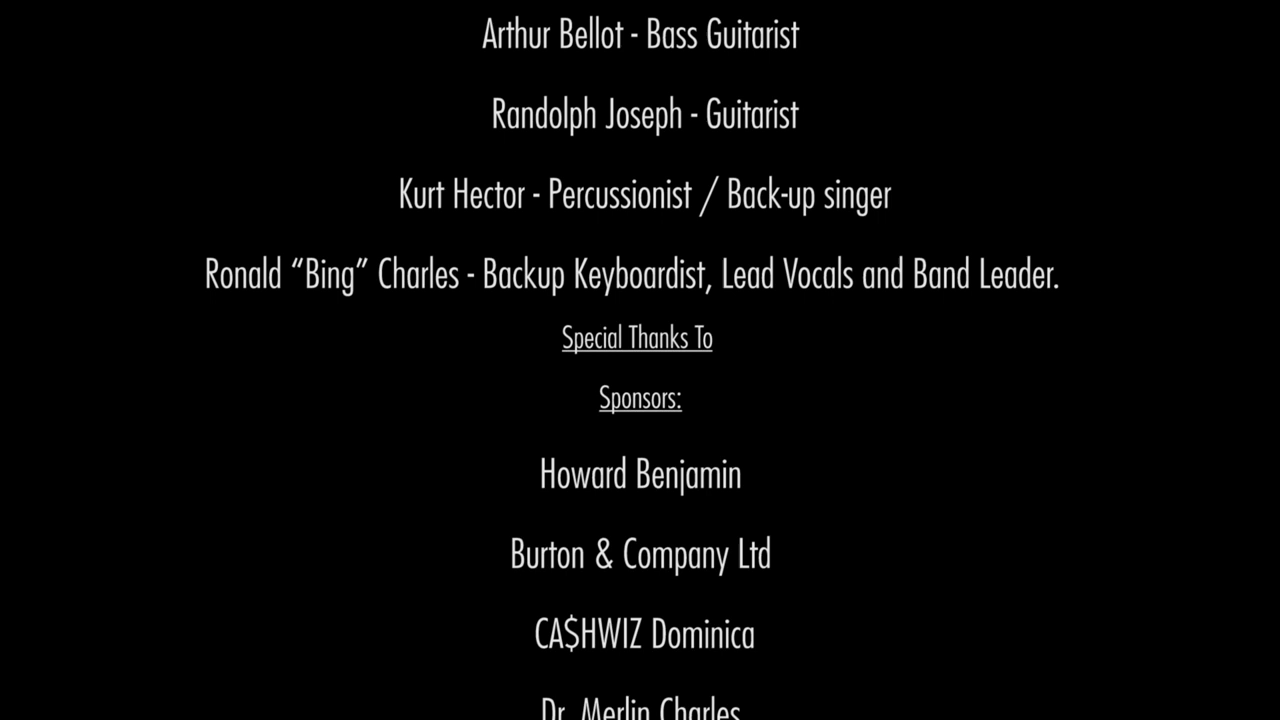 Arthur Bellot - Bass Guitarist
Randolph Joseph - Guitarist
Kurt Hector - Percussionist / Back-up singer
Ronald “Bing” Charles - Backup Keyboardist, Lead Vocals and Band Leader.
Special Thanks To
Sponsors:
Howard Benjamin
Burton & Company Ltd
CA$HWIZ Dominica
Dr. Merlin Charles